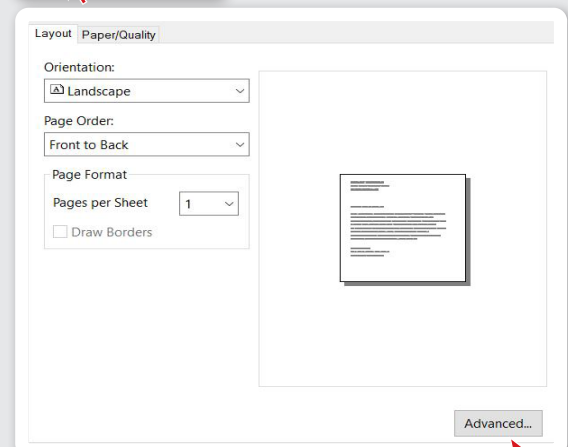 Layout Paper/Quality
Orientation:
Landscape
Page Order:
Front to Back
Page Format
Pages per Sheet 1
Draw Borders
Advanced...